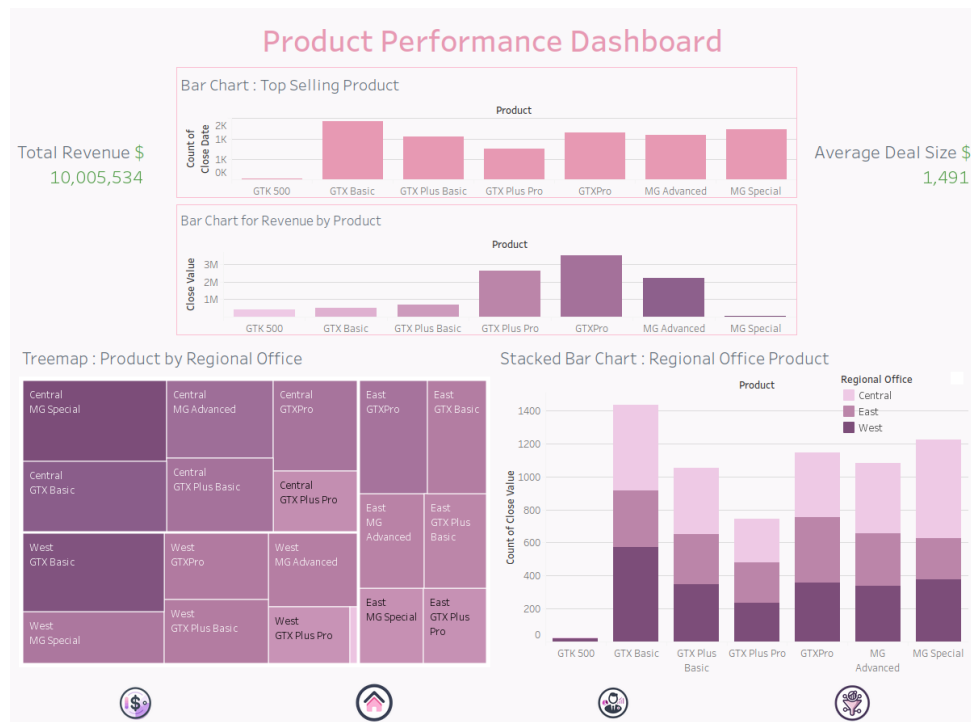 Product Performance Dashboard
Bar Chart : Top Selling Product
Product
Count of
Close Date
2K
1K
1K
0K
GTK 500
GTX Basic
GTX Plus Basic
GTX Plus Pro
GTXPro
MG Advanced
MG Special
Total Revenue $
10,005,534
Average Deal Size $
1,491
Bar Chart for Revenue by Product
Product
Close Value
3M
2M
1M
GTK 500
GTX Basic
GTX Plus Basic
GTX Plus Pro
GTXPro
MG Advanced
MG Special
Treemap : Product by Regional Office
Central
MG Special
Central
MG Advanced
Central
GTXPro
East
GTXPro
East
GTX Basic
Central
GTX Basic
Central
GTX Plus Basic
Central
GTX Plus Pro
East
MG
Advanced
East
GTX Plus
Basic
West
GTX Basic
West
GTXPro
West
MG Advanced
West
MG Special
West
GTX Plus Basic
West
GTX Plus Pro
East
MG Special
East
GTX Plus
Pro
Stacked Bar Chart : Regional Office Product
Product
Regional Office
Central
East
West
Count of Close Value
1400
1200
1000
800
600
400
200
0
GTK 500
GTX Basic
GTX Plus
Basic
GTX Plus Pro
GTXPro
MG
Advanced
MG Special
$